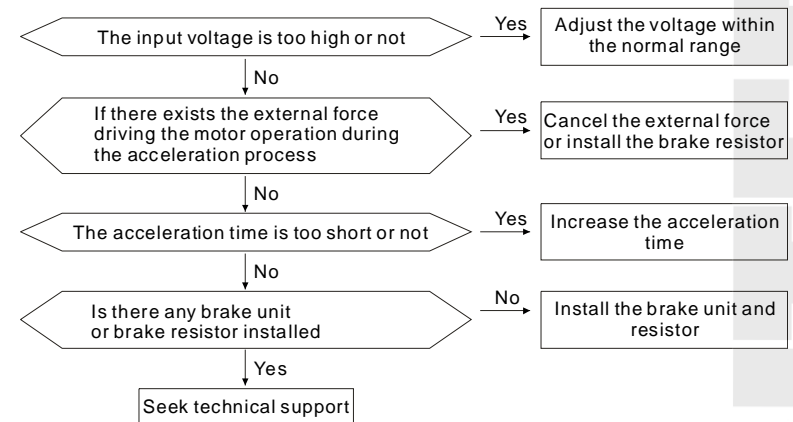 The input voltage is too high or not
Yes
Adjust the voltage within
the normal range
No
If there exists the external force
driving the motor operation during
the acceleration process
Yes
Cancel the external force
or install the brake resistor
No
The acceleration time is too short or not
Yes
Increase the acceleration
time
No
Is there any brake unit
or brake resistor installed
No
Install the brake unit and
resistor
Yes
Seek technical support